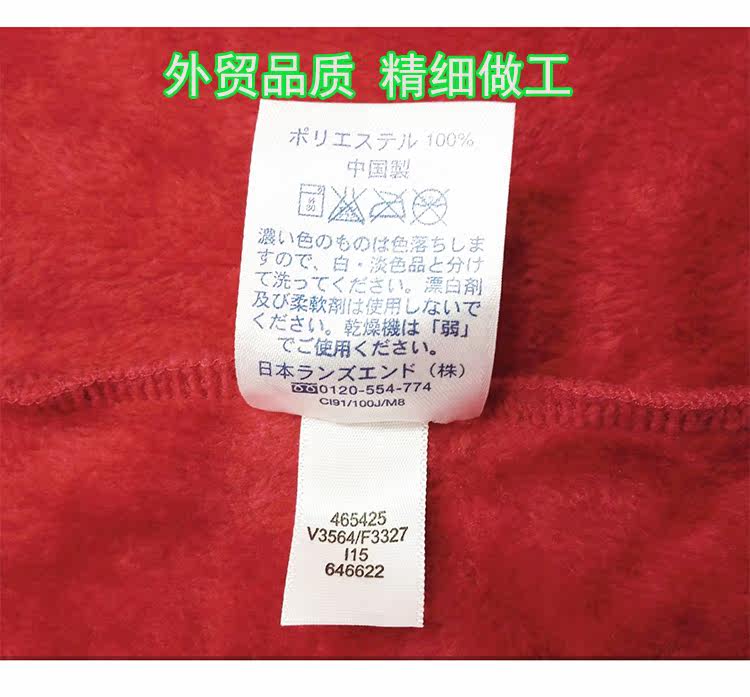 外贸品质 精细做工
ポリエステル 100%
中国製
濃い色のものは色落ちしま
すので、白・淡色品と分け
て洗ってください。漂白剤
及び柔軟剤は使用しないで
ください。乾燥機は「弱」
でご使用ください。
日本ランズエンド（株）
0120-554-774
CI91/100J/M8
465425
V3564/F3327
I15
646622